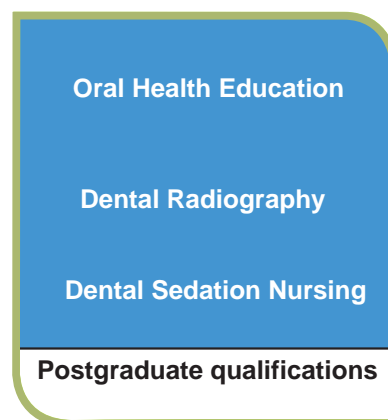 Oral Health Education
Dental Radiography
Dental Sedation Nursing
Postgraduate qualifications